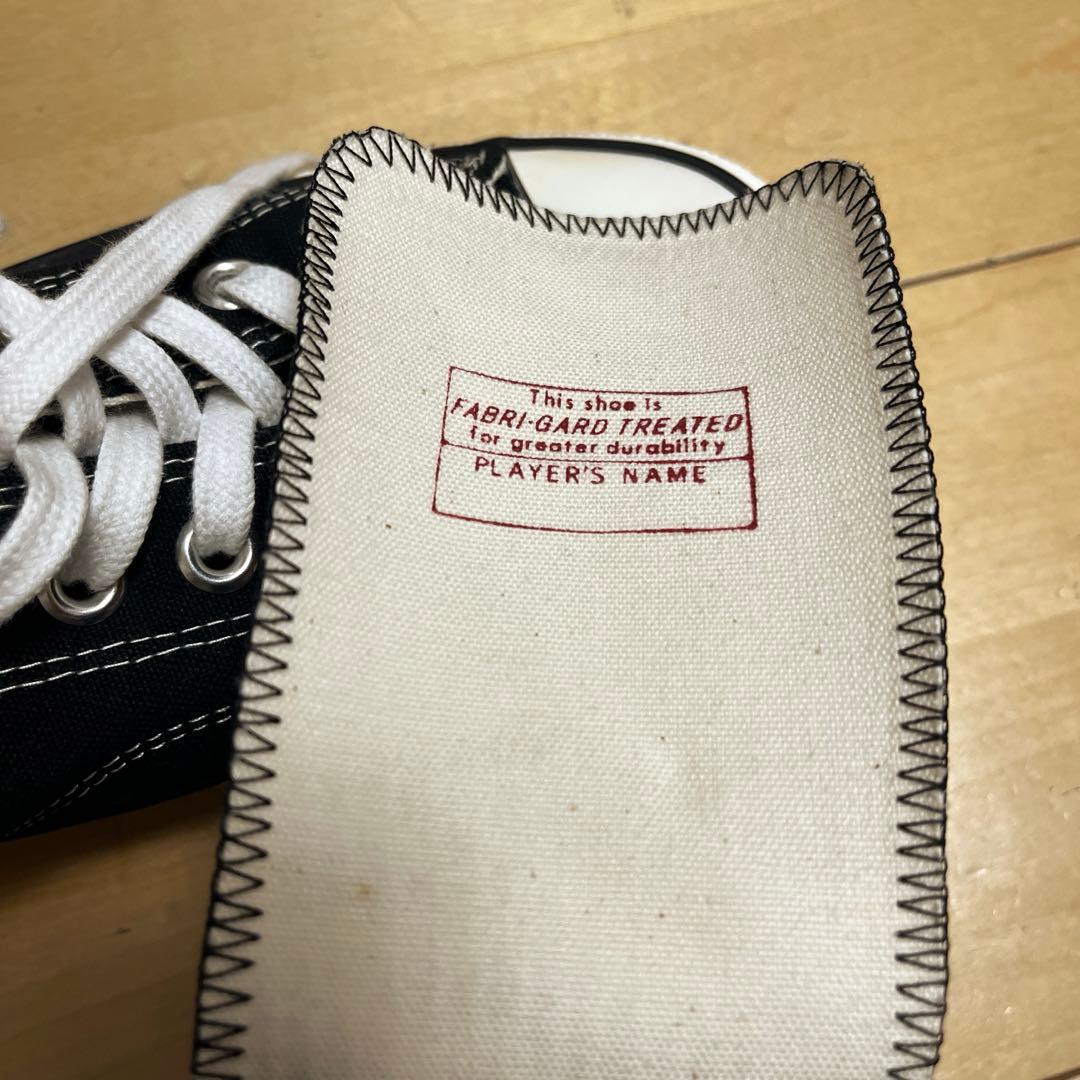 This shoe is
FABRI-GARD TREATED
for greater durability
PLAYER'S NAME